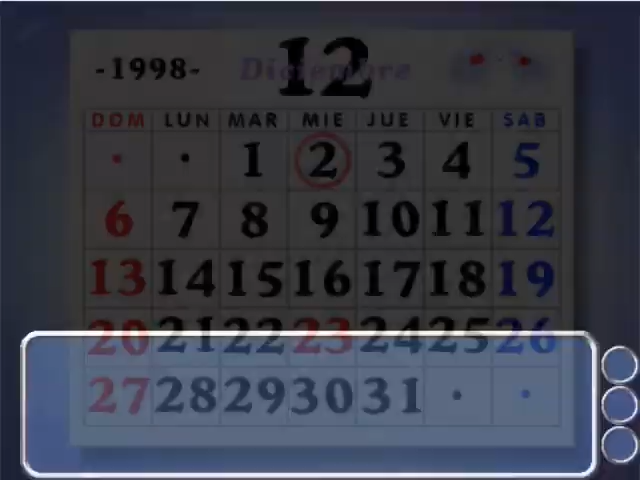 12
-1998- Diciembre
DOM LUN MAR MIE JUE VIE SAB
· · 1 2 3 4 5
6 7 8 9 10 11 12
13 14 15 16 17 18 19
20 21 22 23 24 25 26
27 28 29 30 31 · ·